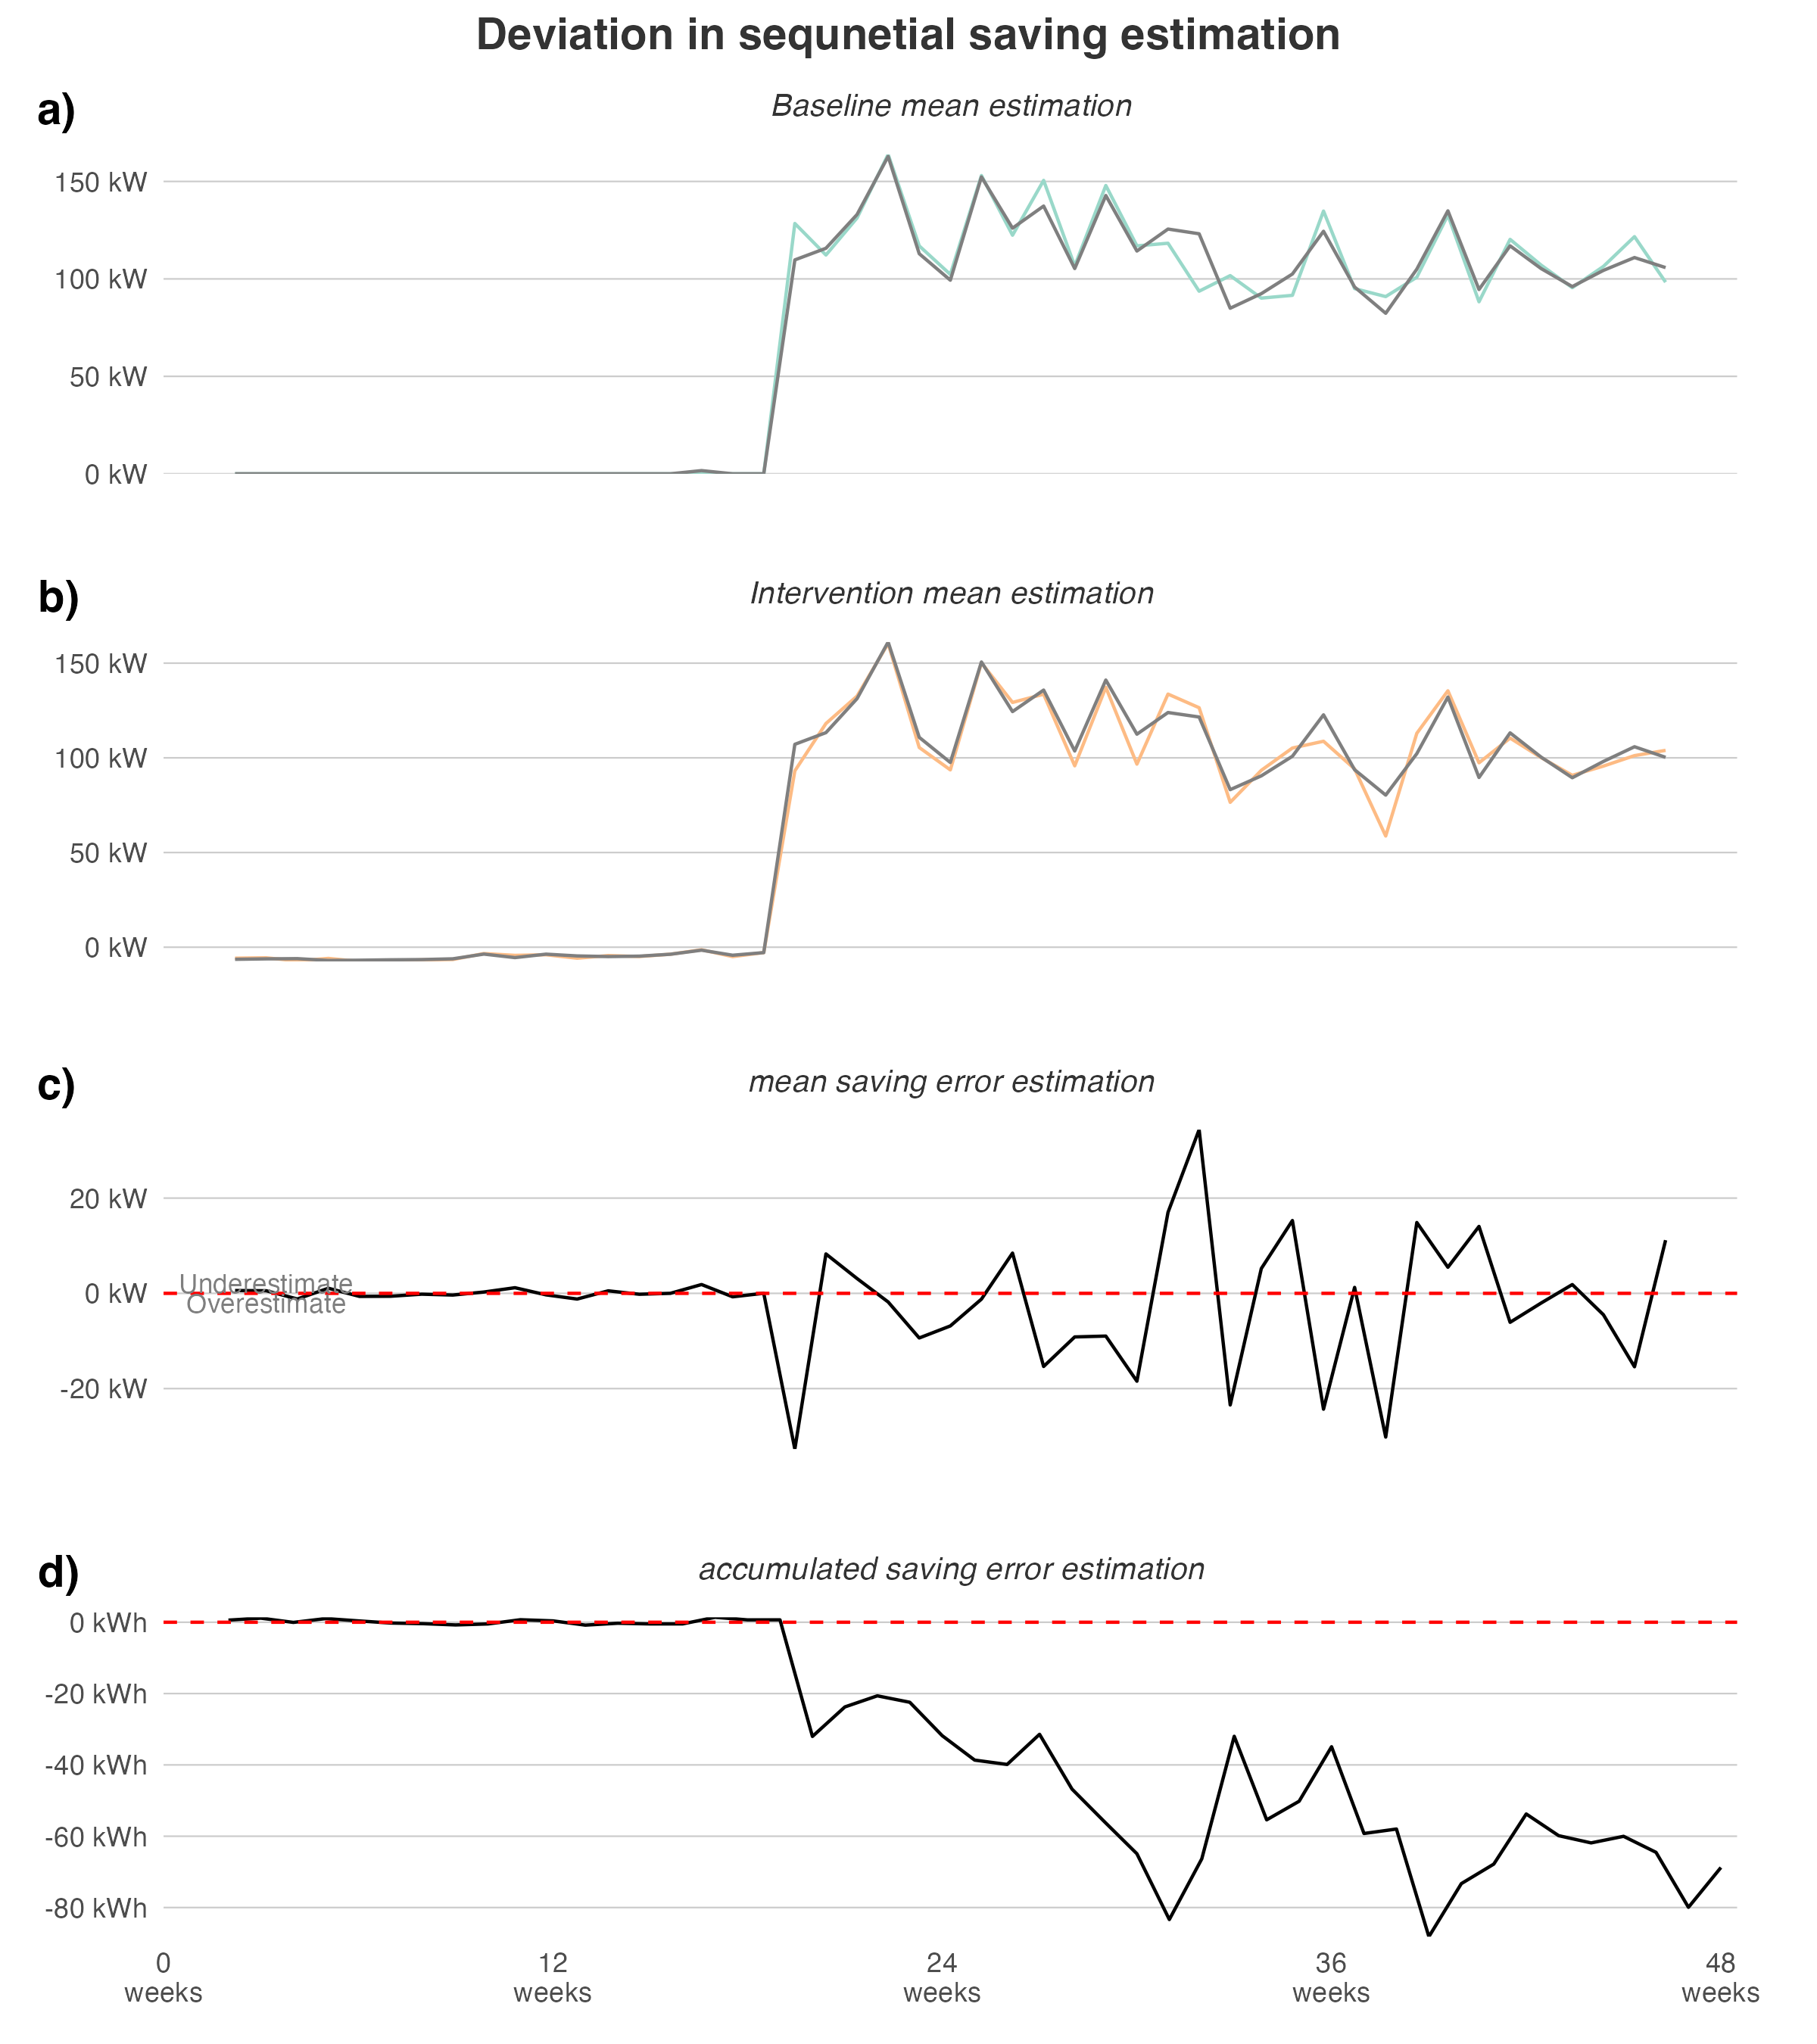 Deviation in sequnetial saving estimation
a)
Baseline mean estimation
150 kW
100 kW
50 kW
0 kW
b)
Intervention mean estimation
150 kW
100 kW
50 kW
0 kW
c)
mean saving error estimation
20 kW
0 kW
-20 kW
Underestimate
Overestimate
d)
accumulated saving error estimation
0 kWh
-20 kWh
-40 kWh
-60 kWh
-80 kWh
0 12 24 36 48
weeks weeks weeks weeks weeks